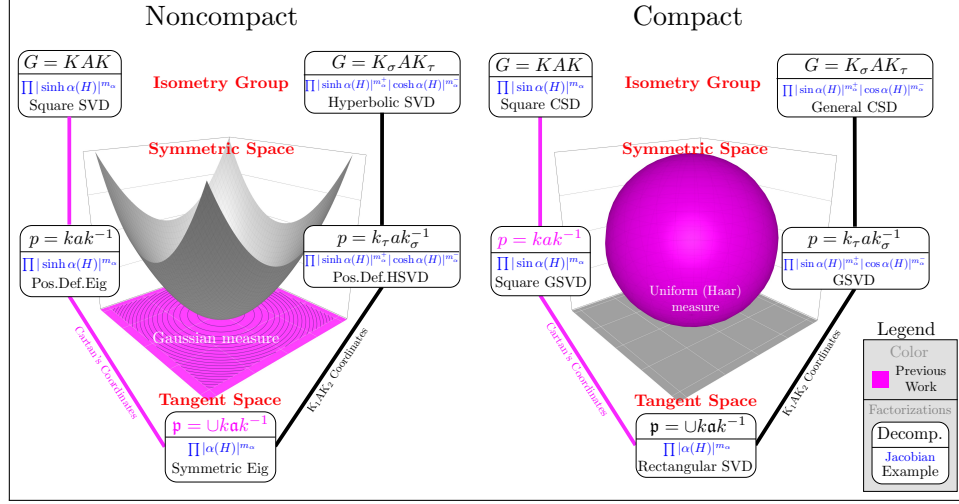 Noncompact
Compact
G = KAK
∏ | sinh α(H)|^{m_α}
Square SVD
Isometry Group
G = K_σAK_τ
∏ | sinh α(H)|^{m_α^+} | cosh α(H)|^{m_α^-}
Hyperbolic SVD
G = KAK
∏ | sin α(H)|^{m_α}
Square CSD
Isometry Group
G = K_σAK_τ
∏ | sin α(H)|^{m_α^+} | cos α(H)|^{m_α^-}
General CSD
Symmetric Space
Symmetric Space
p = kak^{-1}
∏ | sinh α(H)|^{m_α}
Pos.Def.Eig
p = k_τ a k_σ^{-1}
∏ | sinh α(H)|^{m_α^+} | cosh α(H)|^{m_α^-}
Pos.Def.HSVD
p = kak^{-1}
∏ | sin α(H)|^{m_α}
Square GSVD
p = k_τ a k_σ^{-1}
∏ | sin α(H)|^{m_α^+} | cos α(H)|^{m_α^-}
GSVD
Gaussian measure
Uniform (Haar)
measure
Cartan's Coordinates
K₁AK₂ Coordinates
Cartan's Coordinates
K₁AK₂ Coordinates
Tangent Space
𝔭 = ∪k𝔞k^{-1}
∏ |α(H)|^{m_α}
Symmetric Eig
Tangent Space
𝔭 = ∪k𝔞k^{-1}
∏ |α(H)|^{m_α}
Rectangular SVD
Legend
Color
Previous
Work
Factorizations
Decomp.
Jacobian
Example